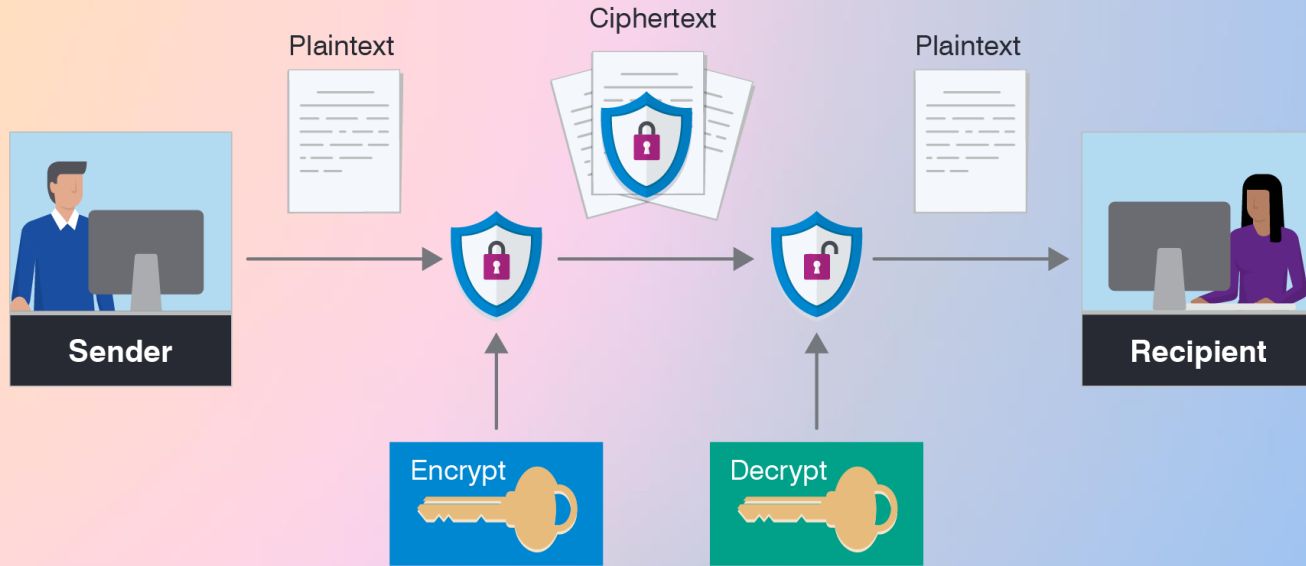 Plaintext
Ciphertext
Plaintext
Sender
Recipient
Encrypt
Decrypt